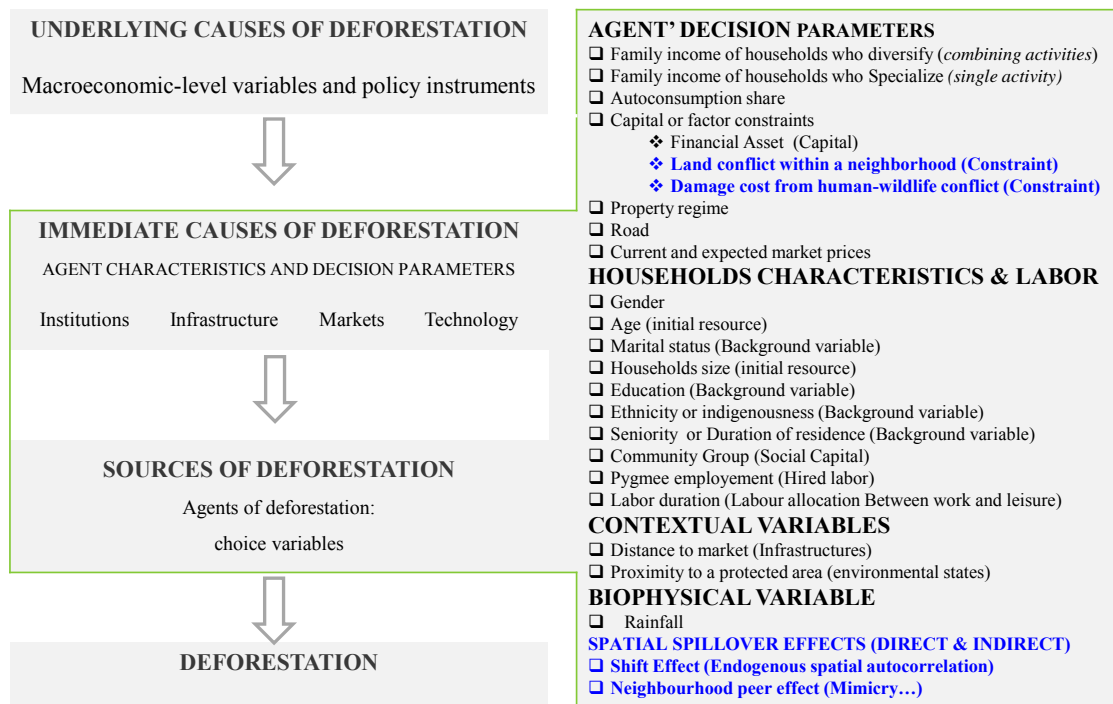 UNDERLYING CAUSES OF DEFORESTATION
Macroeconomic-level variables and policy instruments
IMMEDIATE CAUSES OF DEFORESTATION
AGENT CHARACTERISTICS AND DECISION PARAMETERS
Institutions Infrastructure Markets Technology
SOURCES OF DEFORESTATION
Agents of deforestation:
choice variables
DEFORESTATION
AGENT' DECISION PARAMETERS
❑ Family income of households who diversify (combining activities)
❑ Family income of households who Specialize (single activity)
❑ Autoconsumption share
❑ Capital or factor constraints
❖ Financial Asset (Capital)
❖ Land conflict within a neighborhood (Constraint)
❖ Damage cost from human-wildlife conflict (Constraint)
❑ Property regime
❑ Road
❑ Current and expected market prices
HOUSEHOLDS CHARACTERISTICS & LABOR
❑ Gender
❑ Age (initial resource)
❑ Marital status (Background variable)
❑ Households size (initial resource)
❑ Education (Background variable)
❑ Ethnicity or indigenousness (Background variable)
❑ Seniority or Duration of residence (Background variable)
❑ Community Group (Social Capital)
❑ Pygmee employement (Hired labor)
❑ Labor duration (Labour allocation Between work and leisure)
CONTEXTUAL VARIABLES
❑ Distance to market (Infrastructures)
❑ Proximity to a protected area (environmental states)
BIOPHYSICAL VARIABLE
❑ Rainfall
SPATIAL SPILLOVER EFFECTS (DIRECT & INDIRECT)
❑ Shift Effect (Endogenous spatial autocorrelation)
❑ Neighbourhood peer effect (Mimicry…)